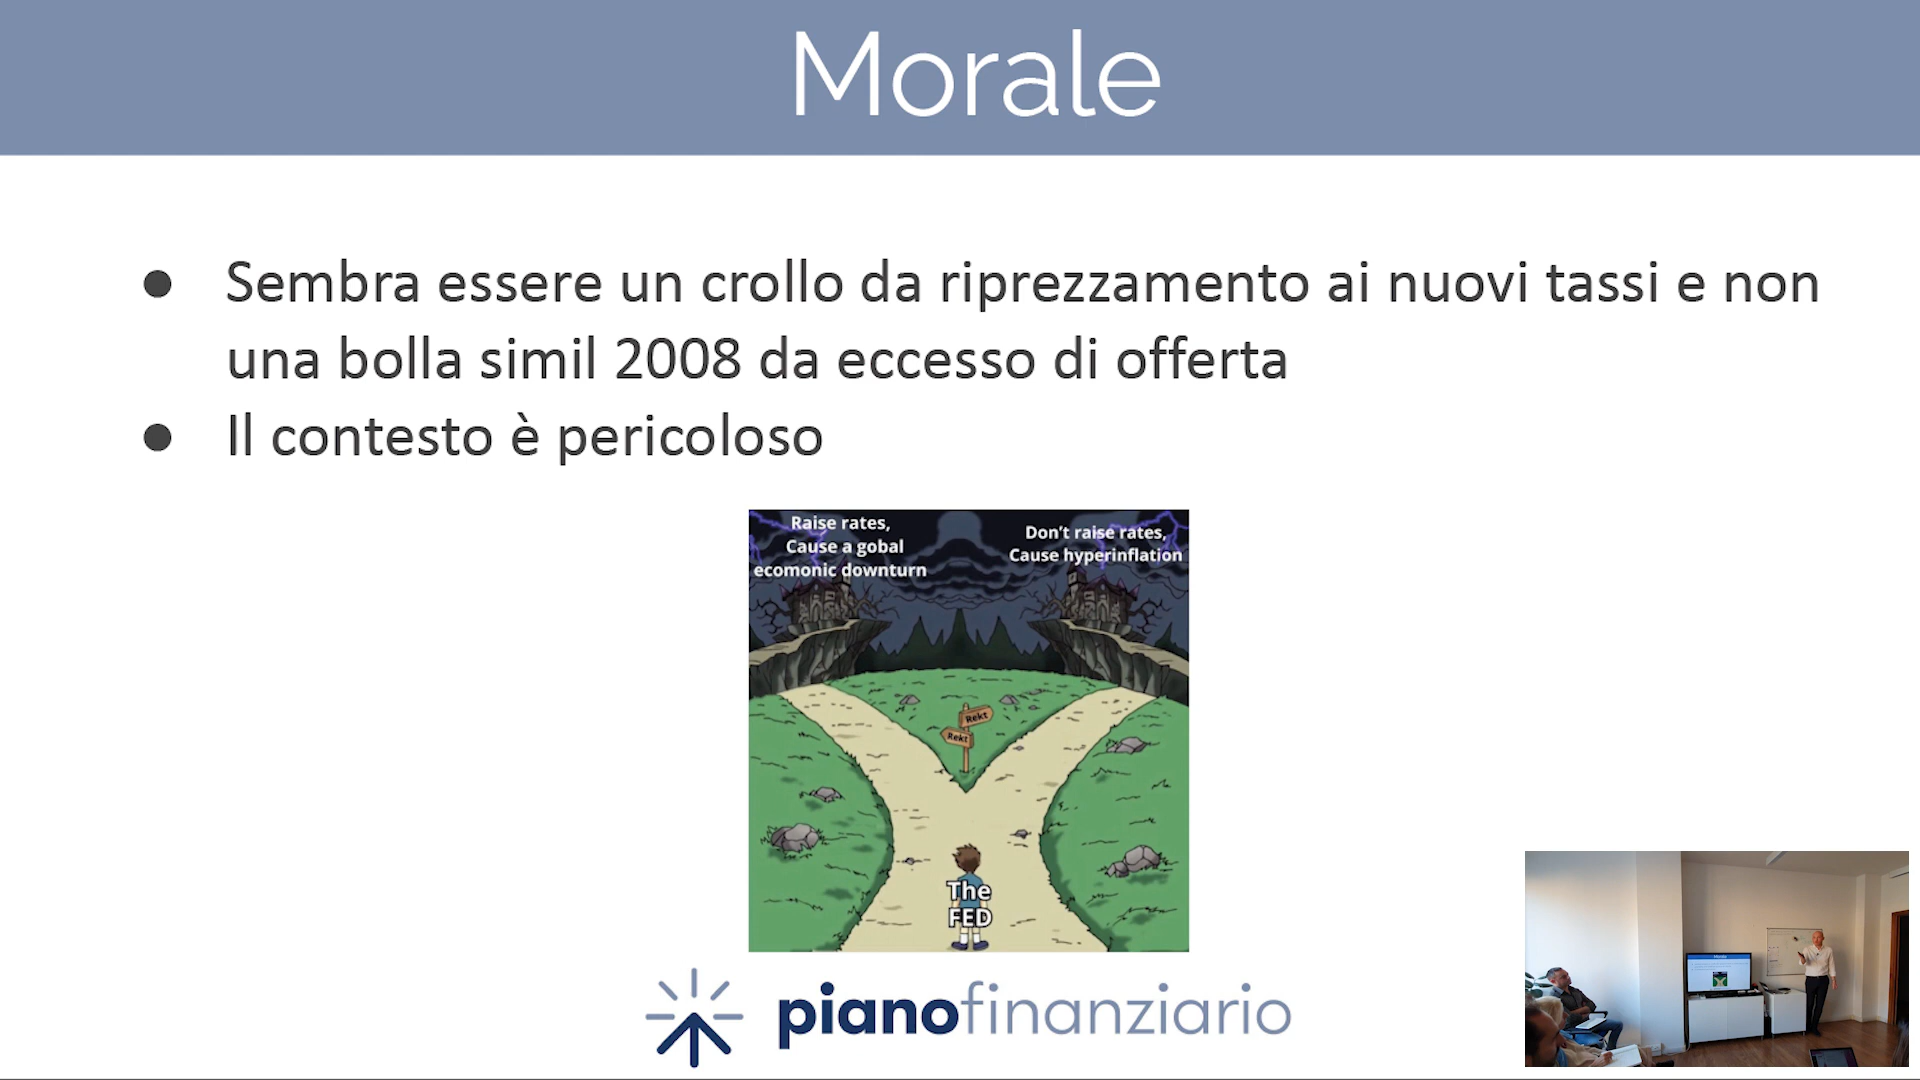 Morale
● Sembra essere un crollo da riprezzamento ai nuovi tassi e non
una bolla simil 2008 da eccesso di offerta
● Il contesto è pericoloso
Raise rates,
Cause a gobal
ecomonic downturn
Don't raise rates,
Cause hyperinflation
Rekt
Rekt
The
FED
pianofinanziario
Morale